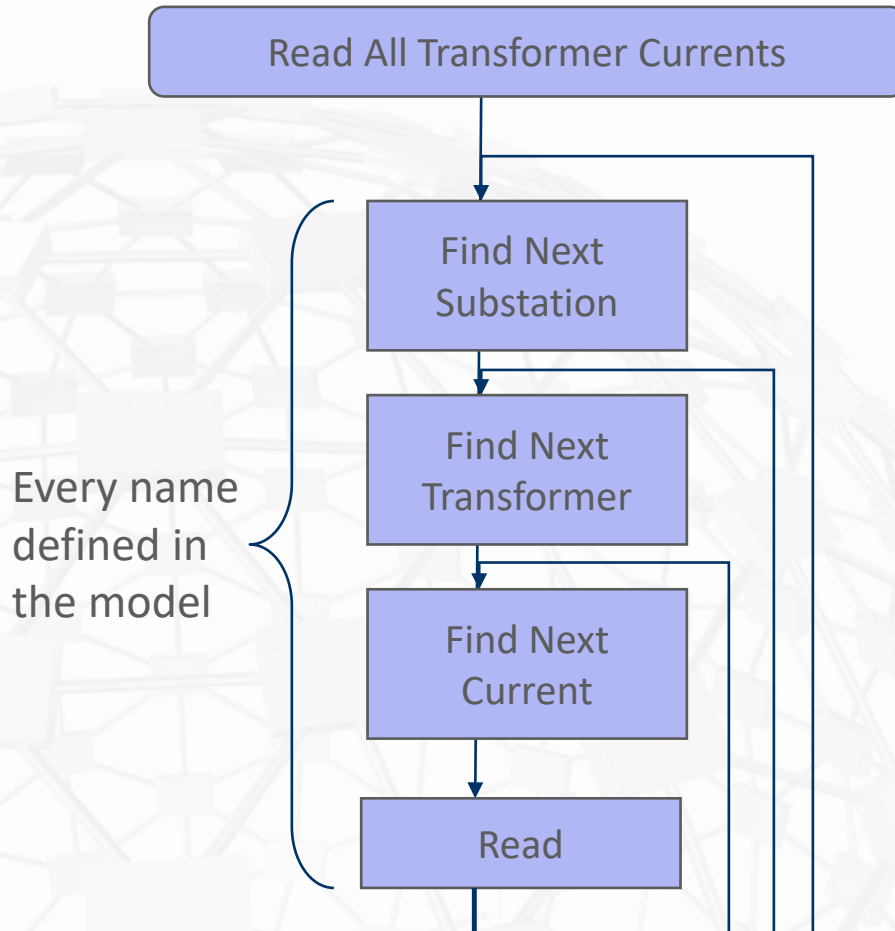 Read All Transformer Currents
Find Next
Substation
Find Next
Transformer
Every name
defined in
the model
Find Next
Current
Read